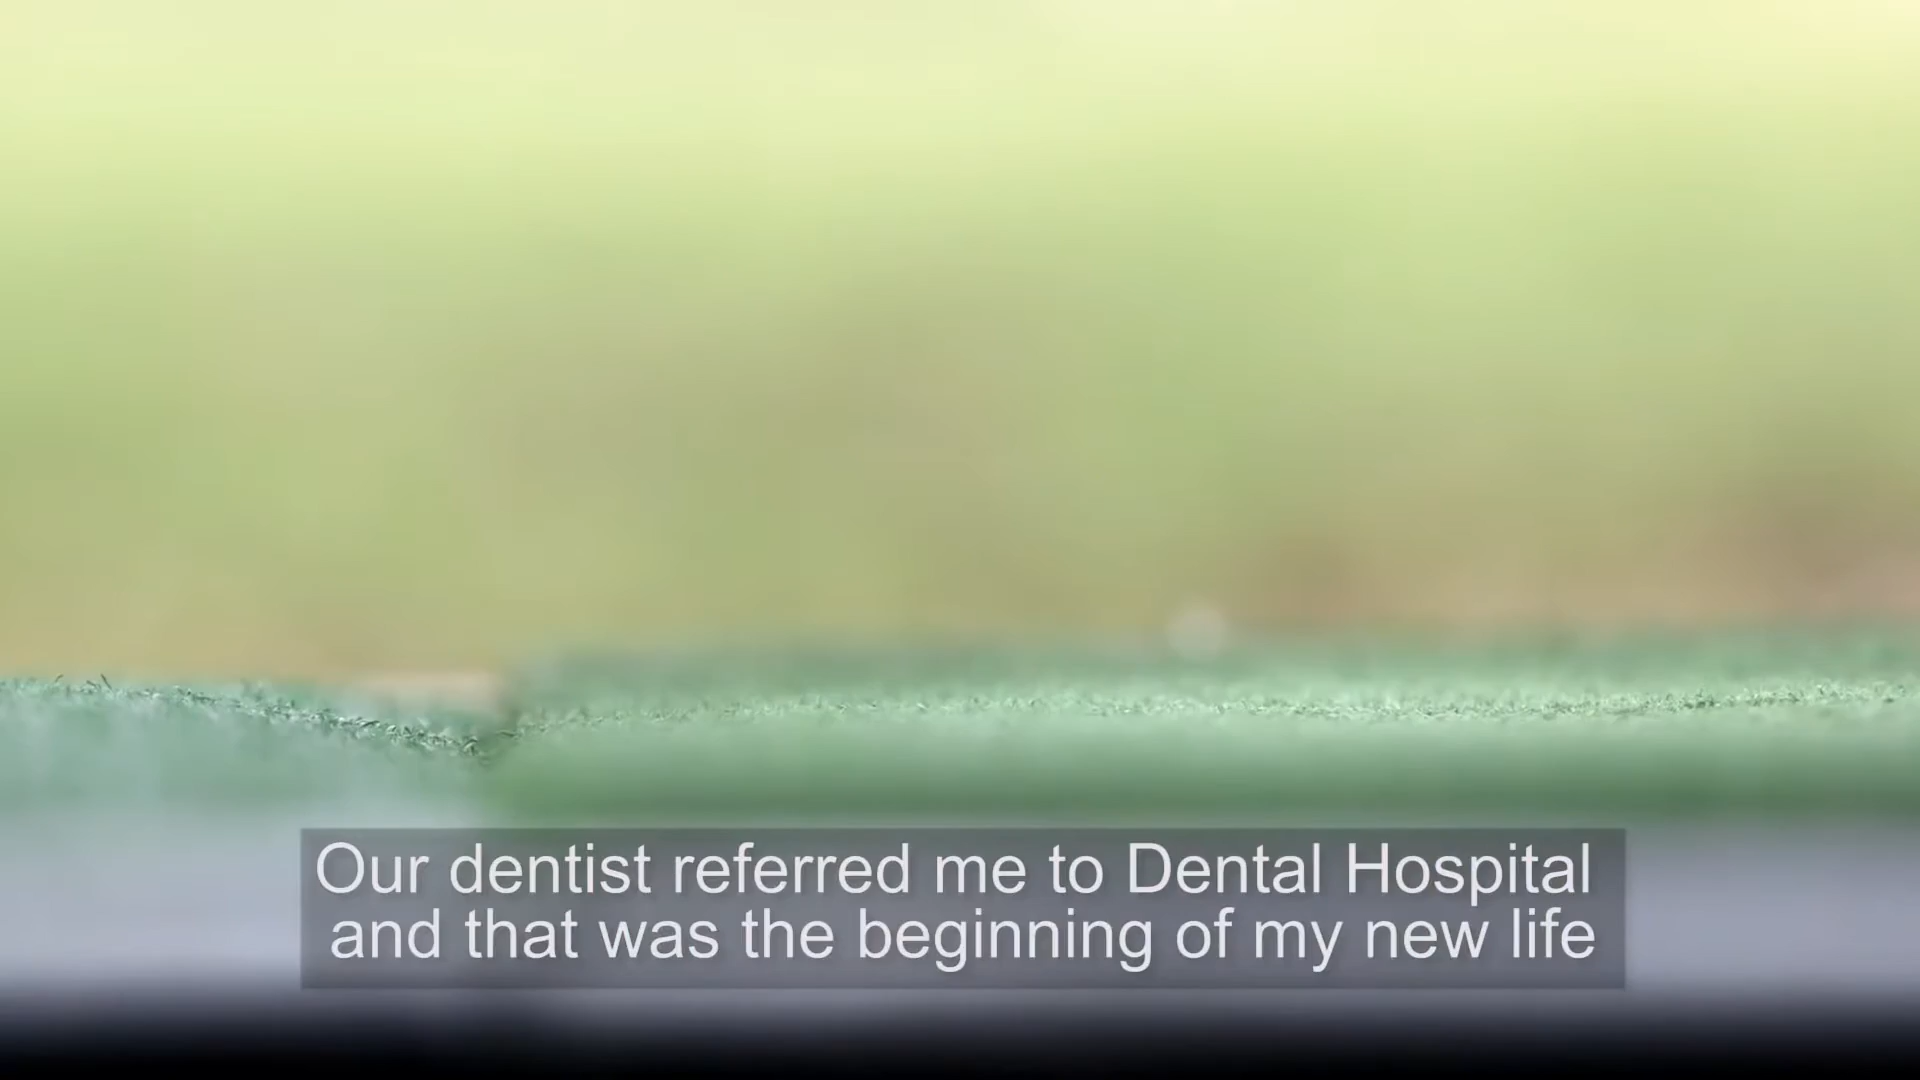 Our dentist referred me to Dental Hospital
and that was the beginning of my new life